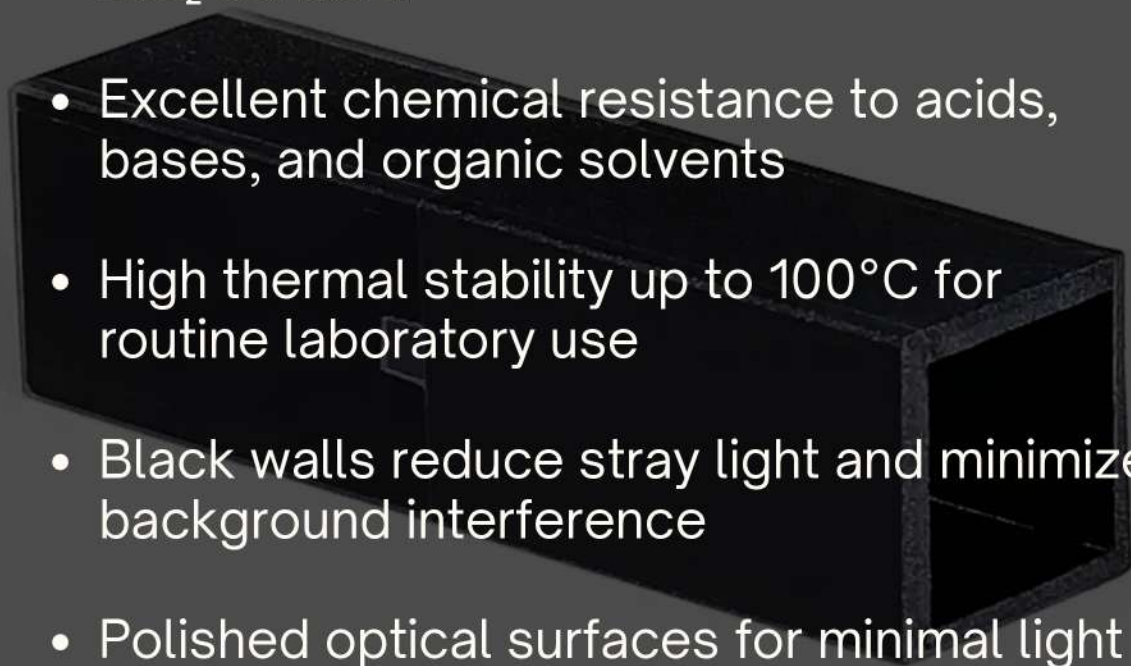 • Excellent chemical resistance to acids,
bases, and organic solvents
• High thermal stability up to 100°C for
routine laboratory use
• Black walls reduce stray light and minimize
background interference
• Polished optical surfaces for minimal light